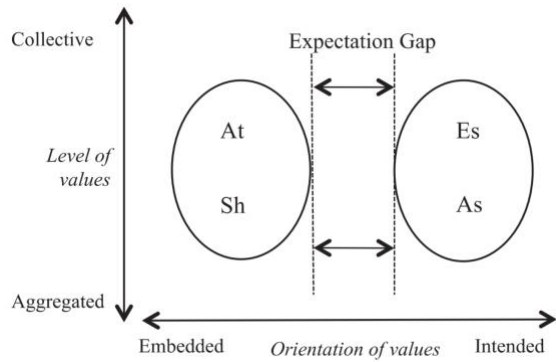 Collective
Expectation Gap
At
Es
Level of
values
Sh
As
Aggregated
Embedded
Orientation of values
Intended